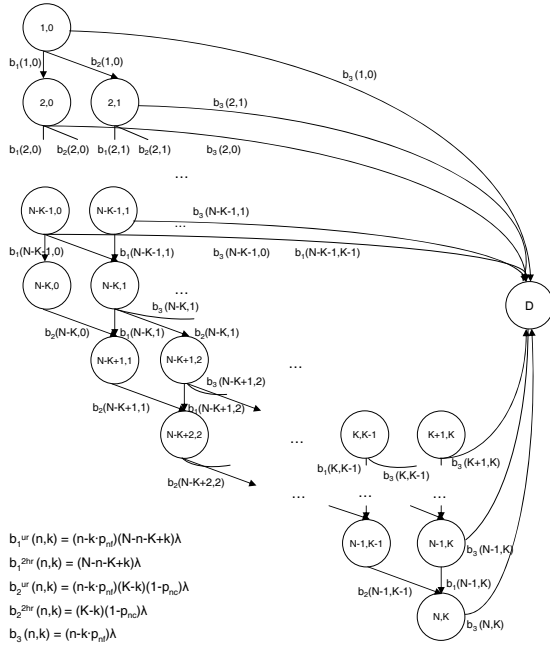 1,0
b₁(1,0) b₂(1,0) b₃(1,0)
2,0 2,1 b₃(2,1)
b₁(2,0) b₂(2,0) b₁(2,1) b₂(2,1) b₃(2,0)
...
N-K-1,0 N-K-1,1 ... b₃(N-K-1,1)
b₁(N-K-1,0) b₁(N-K-1,1) b₃(N-K-1,0) b₁(N-K-1,K-1)
N-K,0 N-K,1 ... D
b₃(N-K,1)
b₂(N-K,0) b₁(N-K,1) b₂(N-K,1)
N-K+1,1 N-K+1,2 ...
b₃(N-K+1,2)
b₂(N-K+1,1) b₁(N-K+1,2)
N-K+2,2 ... K,K-1 K+1,K
b₁(K,K-1) b₃(K,K-1) b₃(K+1,K)
b₂(N-K+2,2)
... ... ...
N-1,K-1 N-1,K b₃(N-1,K)
b₂(N-1,K-1) b₁(N-1,K)
N,K b₃(N,K)
b₁ᵘʳ(n,k) = (n-k·pₙf)(N-n-K+k)λ
b₁²ʰʳ(n,k) = (N-n-K+k)λ
b₂ᵘʳ(n,k) = (n-k·pₙf)(K-k)(1-pₙc)λ
b₂²ʰʳ(n,k) = (K-k)(1-pₙc)λ
b₃(n,k) = (n-k·pₙf)λ